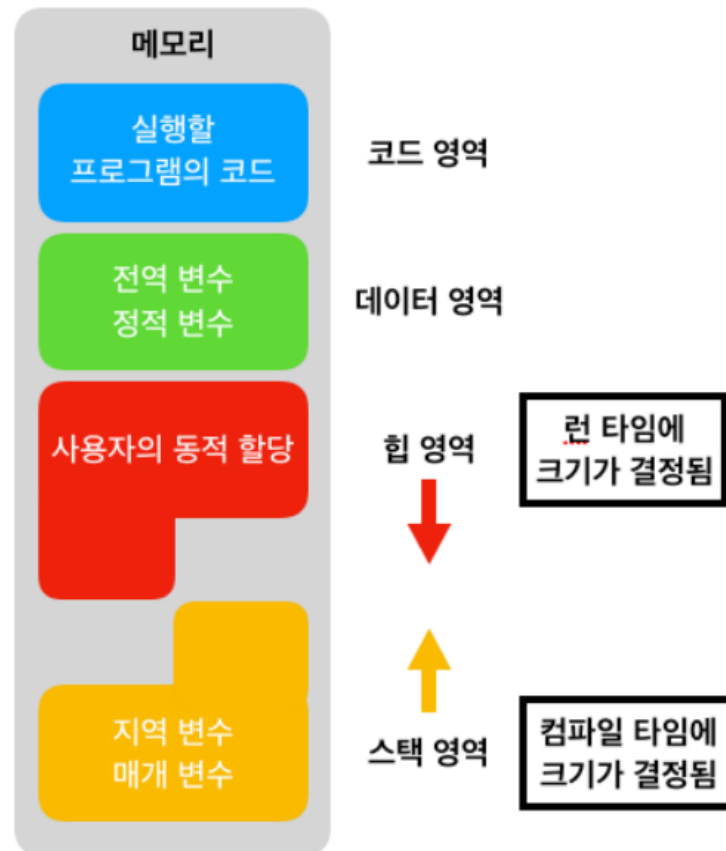 메모리
실행할
프로그램의 코드
코드 영역
전역 변수
정적 변수
데이터 영역
사용자의 동적 할당
힙 영역
런 타임에
크기가 결정됨
지역 변수
매개 변수
스택 영역
컴파일 타임에
크기가 결정됨